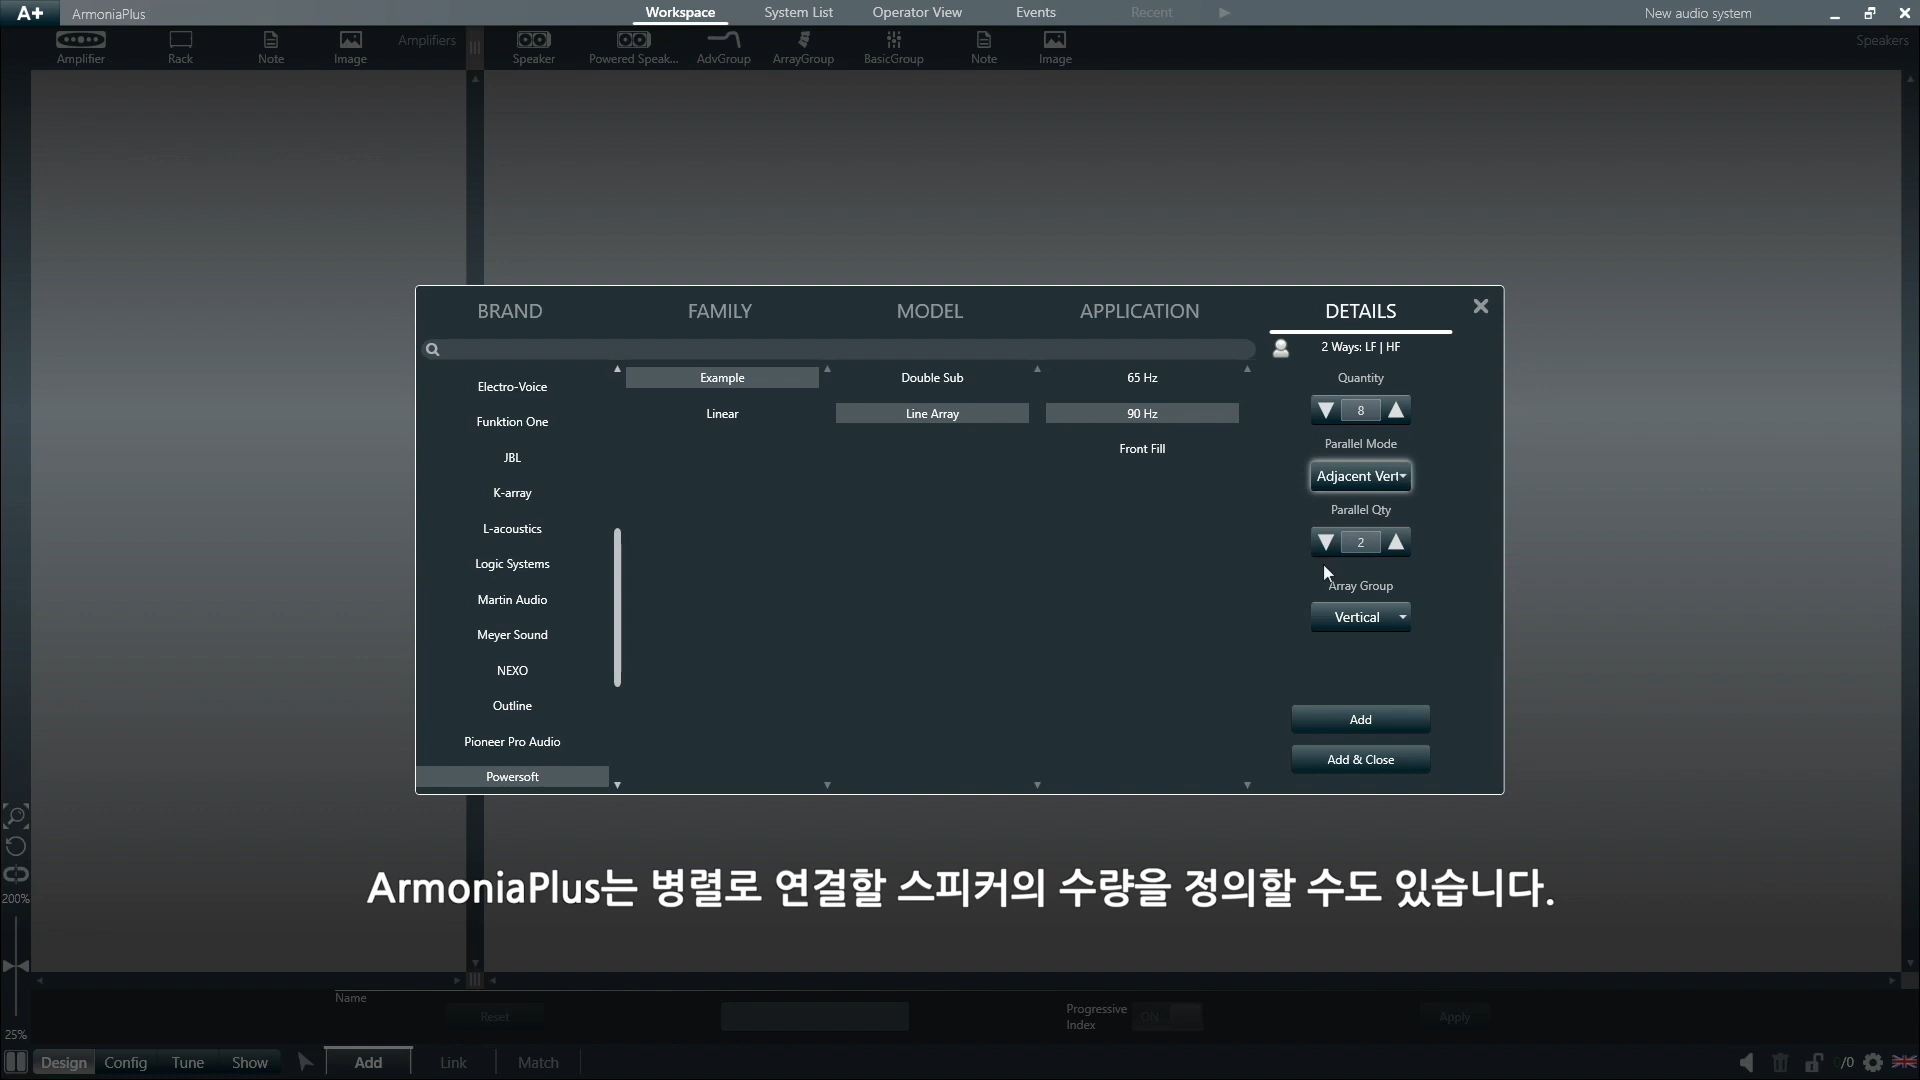 A+ ArmoniaPlus Workspace System List Operator View Events Recent New audio system
Amplifier Rack Note Image Amplifiers Speaker Powered Speak... AdvGroup ArrayGroup BasicGroup Note Image Speakers
BRAND FAMILY MODEL APPLICATION DETAILS
2 Ways: LF | HF
Electro-Voice Example Double Sub 65 Hz Quantity
Funktion One Linear Line Array 90 Hz 8
JBL Front Fill Parallel Mode
K-array Adjacent Vert
L-acoustics Parallel Qty
Logic Systems 2
Martin Audio Array Group
Meyer Sound Vertical
NEXO
Outline
Pioneer Pro Audio Add
Powersoft Add & Close
ArmoniaPlus는 병렬로 연결할 스피커의 수량을 정의할 수도 있습니다.
200%
Name
Reset Progressive Index ON Apply
25%
Design Config Tune Show Add Link Match 0/0